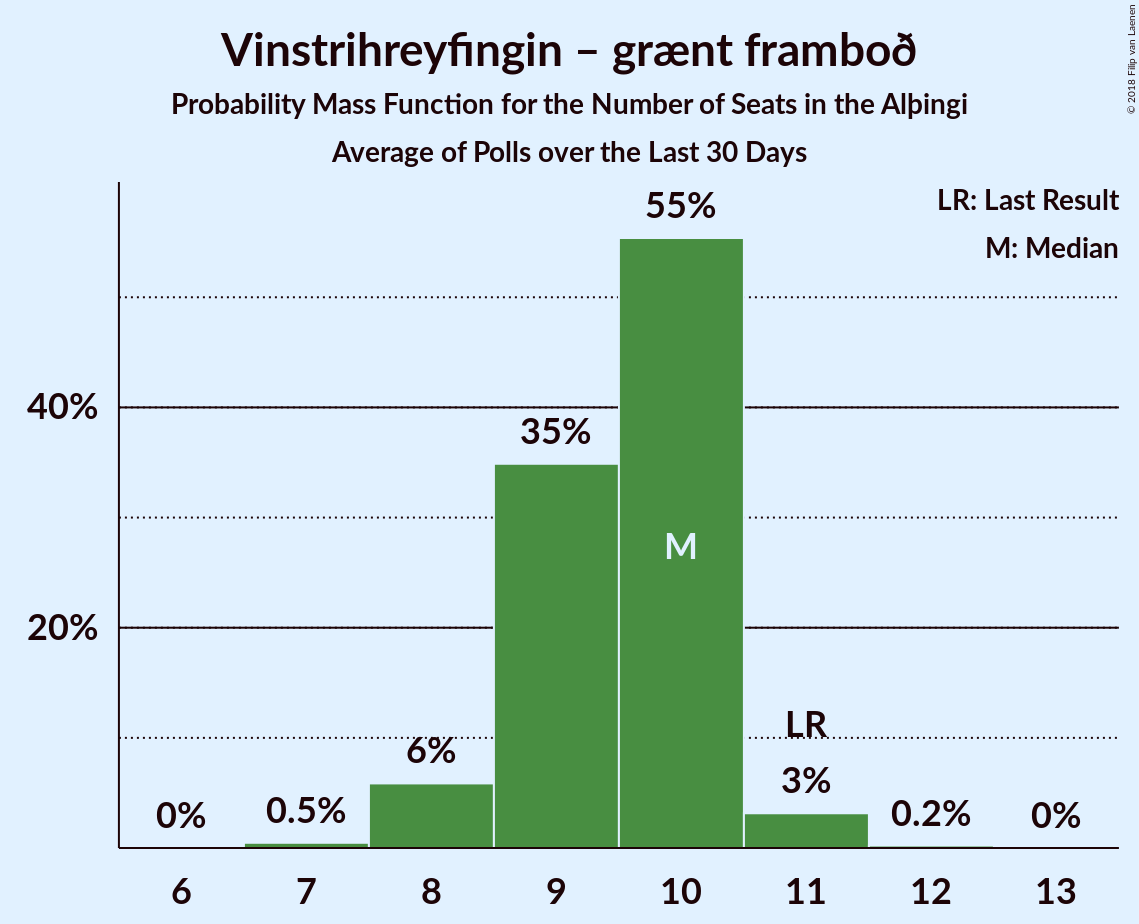 Vinstrihreyfingin – grænt framboð
Probability Mass Function for the Number of Seats in the Alþingi
Average of Polls over the Last 30 Days
© 2018 Filip van Laenen
LR: Last Result
M: Median
55%
40%
35%
M
20%
LR
6%
3%
0%
0.5%
0.2%
0%
6 7 8 9 10 11 12 13